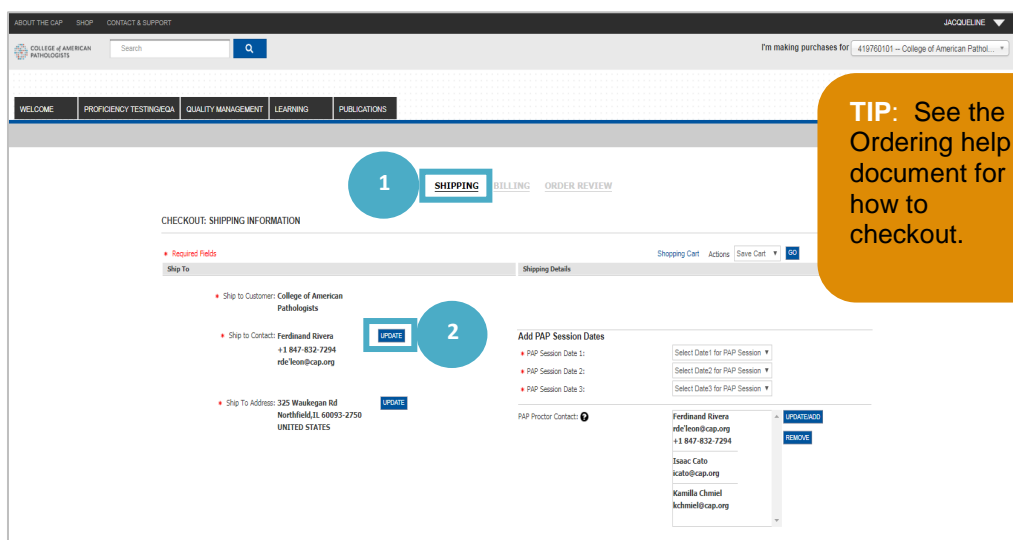 ABOUT THE CAP SHOP CONTACT & SUPPORT JACQUELINE
COLLEGE of AMERICAN
PATHOLOGISTS
Search
I'm making purchases for 419760101 -- College of American Pathol...
WELCOME PROFICIENCY TESTING/EQA QUALITY MANAGEMENT LEARNING PUBLICATIONS
TIP: See the
Ordering help
document for
how to
checkout.
1
SHIPPING BILLING ORDER REVIEW
CHECKOUT: SHIPPING INFORMATION
* Required Fields
Shopping Cart Actions Save Cart GO
Ship To
Shipping Details
* Ship to Customer: College of American
Pathologists
* Ship to Contact: Ferdinand Rivera UPDATE
+1 847-832-7294
rde'leon@cap.org
2
* Ship To Address: 325 Waukegan Rd UPDATE
Northfield,IL 60093-2750
UNITED STATES
Add PAP Session Dates
* PAP Session Date 1: Select Date1 for PAP Session
* PAP Session Date 2: Select Date2 for PAP Session
* PAP Session Date 3: Select Date3 for PAP Session
PAP Proctor Contact: ? Ferdinand Rivera UPDATE/ADD
rde'leon@cap.org
+1 847-832-7294 REMOVE
Isaac Cato
icato@cap.org
Kamilla Chmiel
kchmiel@cap.org